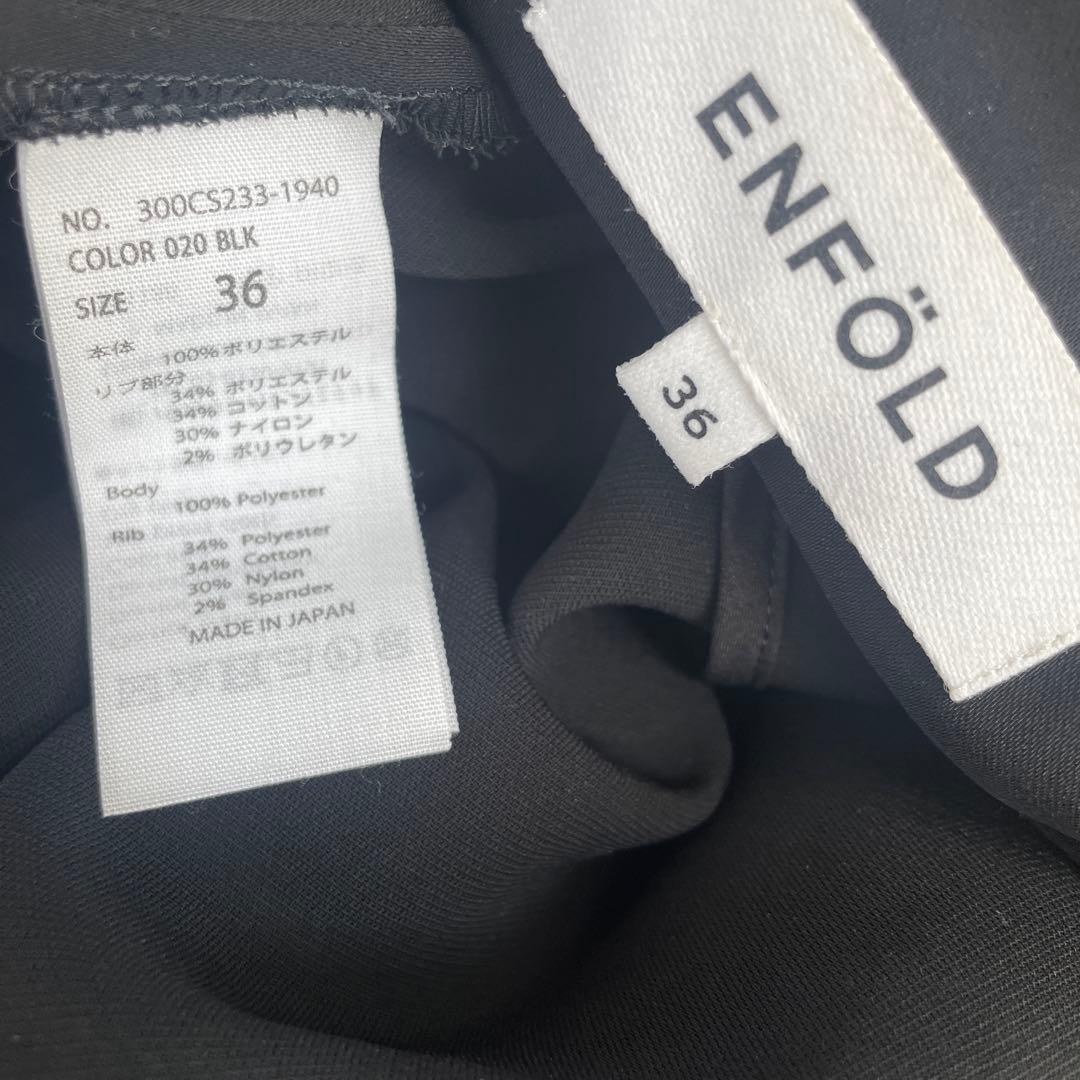 NO. 300CS233-1940
COLOR 020 BLK
SIZE 36
本体 100%ポリエステル
リブ部分
34% ポリエステル
34% コットン
30% ナイロン
2% ポリウレタン
Body 100% Polyester
Rib
34% Polyester
34% Cotton
30% Nylon
2% Spandex
MADE IN JAPAN
ENFÖLD
36